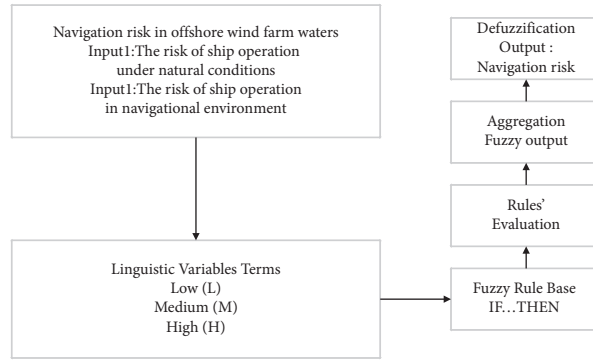 Navigation risk in offshore wind farm waters
Input1:The risk of ship operation
under natural conditions
Input1:The risk of ship operation
in navigational environment
Linguistic Variables Terms
Low (L)
Medium (M)
High (H)
Fuzzy Rule Base
IF…THEN
Rules’
Evaluation
Aggregation
Fuzzy output
Defuzzification
Output :
Navigation risk